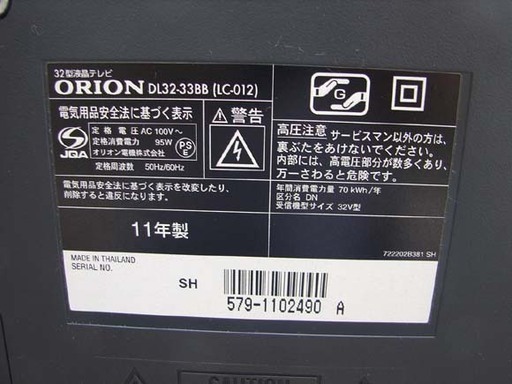 32型液晶テレビ
ORION DL32-33BB (LC-012)
電気用品安全法に基づく表示
JQA
定格電圧 AC 100V～
定格電力 95W
オリオン電機株式会社
定格周波数 50Hz/60Hz
PS
E
電気用品安全法に基づく表示を改変したり、
削除すると違反になります。
警告
G
高圧注意 サービスマン以外の方は、
裏ぶたをあけないでください。
内部には、高電圧部分が数多くあり、
万一さわると危険です。
年間消費電力量 70 kWh/年
区分名 DN
受信機型サイズ 32V型
11年製
722202B381 SH
MADE IN THAILAND
SERIAL NO.
SH
579-1102490 A
CAUTION